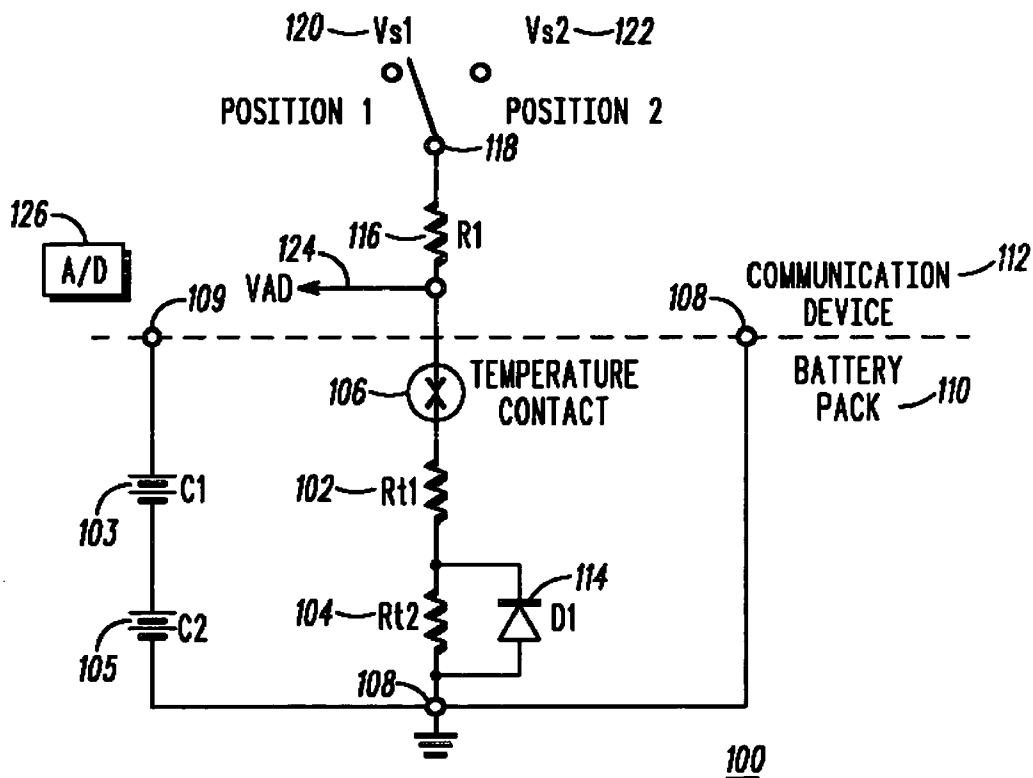 120 Vs1 Vs2 122
POSITION 1 POSITION 2
118
126
A/D
116 R1
124
VAD
109
108
COMMUNICATION
DEVICE
112
106
TEMPERATURE
CONTACT
BATTERY
PACK
110
102 Rt1
C1
103
114
104 Rt2
D1
C2
105
108
100